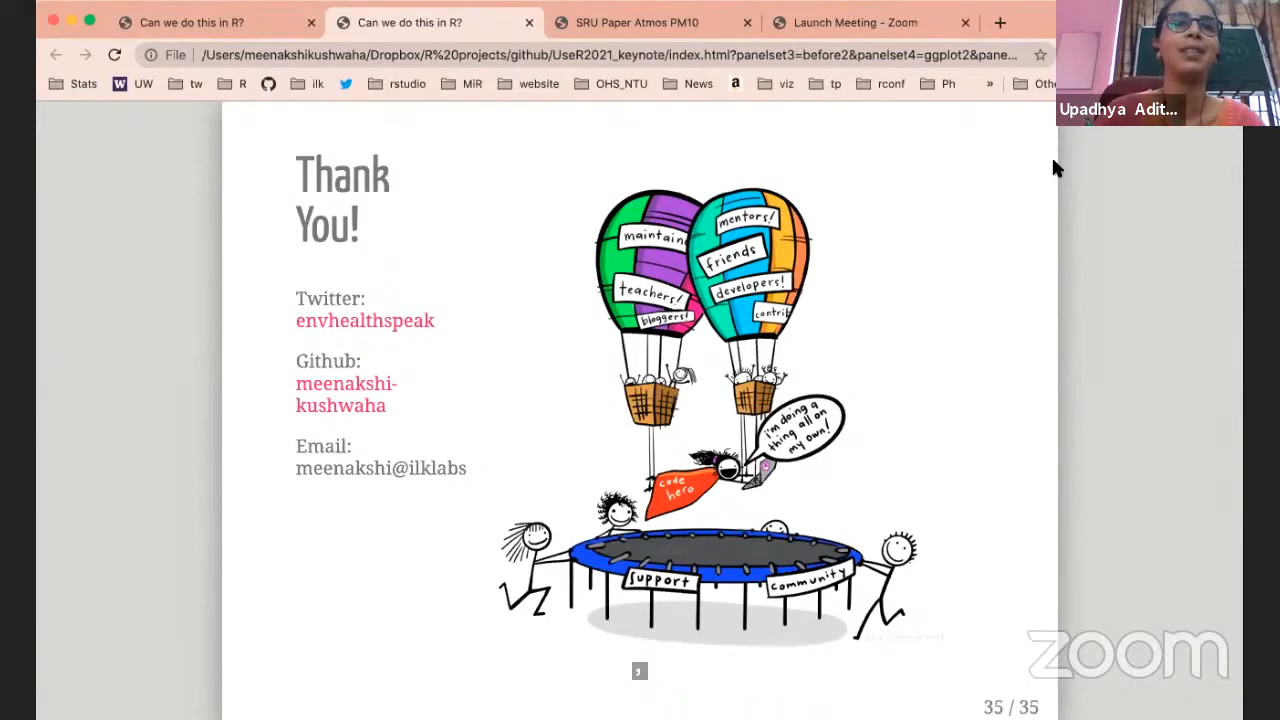 Can we do this in R?
Can we do this in R?
SRU Paper Atmos PM10
Launch Meeting - Zoom
File
/Users/meenakshikushwaha/Dropbox/R%20projects/github/UseR2021_keynote/index.html?panelset3=before2&panelset4=ggplot2&pane...
Stats
W UW
tw
R
ilk
rstudio
MiR
website
OHS_NTU
News
a
viz
tp
rconf
Ph
»
Othe
Upadhya Adit...
Thank
You!
Twitter:
envhealthspeak
Github:
meenakshi-
kushwaha
Email:
meenakshi@ilklabs
maintain
teachers!
bloggers!
mentors!
friends
developers!
contrib
i'm doing a
thing all on
my own!
code
hero
support
community
,
35 / 35
zoom